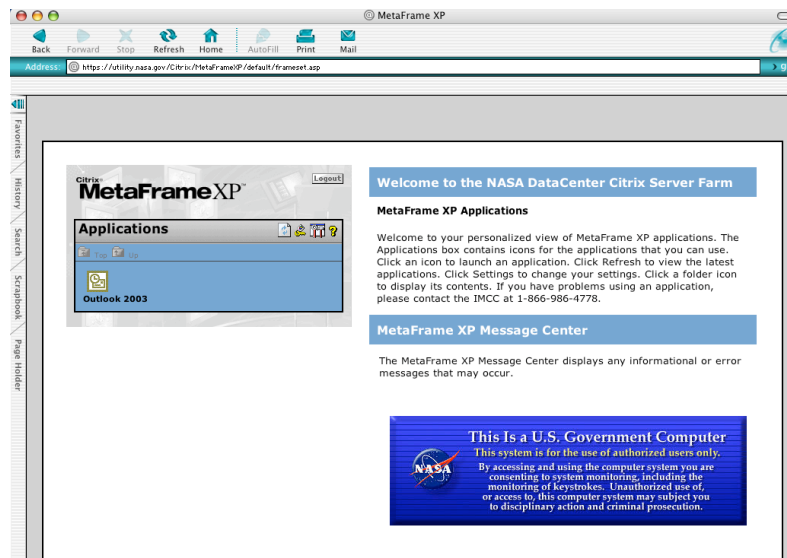 MetaFrame XP
Back Forward Stop Refresh Home AutoFill Print Mail
Address: https://utility.nasa.gov/Citrix/MetaFrameXP/default/frameset.asp
Favorites
History
Search
Scrapbook
Page Holder
Citrix®
MetaFrameXP™
Logout
Applications
Top Up
Outlook 2003
Welcome to the NASA DataCenter Citrix Server Farm
MetaFrame XP Applications
Welcome to your personalized view of MetaFrame XP applications. The
Applications box contains icons for the applications that you can use.
Click an icon to launch an application. Click Refresh to view the latest
applications. Click Settings to change your settings. Click a folder icon
to display its contents. If you have problems using an application,
please contact the IMCC at 1-866-986-4778.
MetaFrame XP Message Center
The MetaFrame XP Message Center displays any informational or error
messages that may occur.
NASA
This Is a U.S. Government Computer
This system is for the use of authorized users only.
By accessing and using the computer system you are
consenting to system monitoring, including the
monitoring of keystrokes. Unauthorized use of,
or access to, this computer system may subject you
to disciplinary action and criminal prosecution.